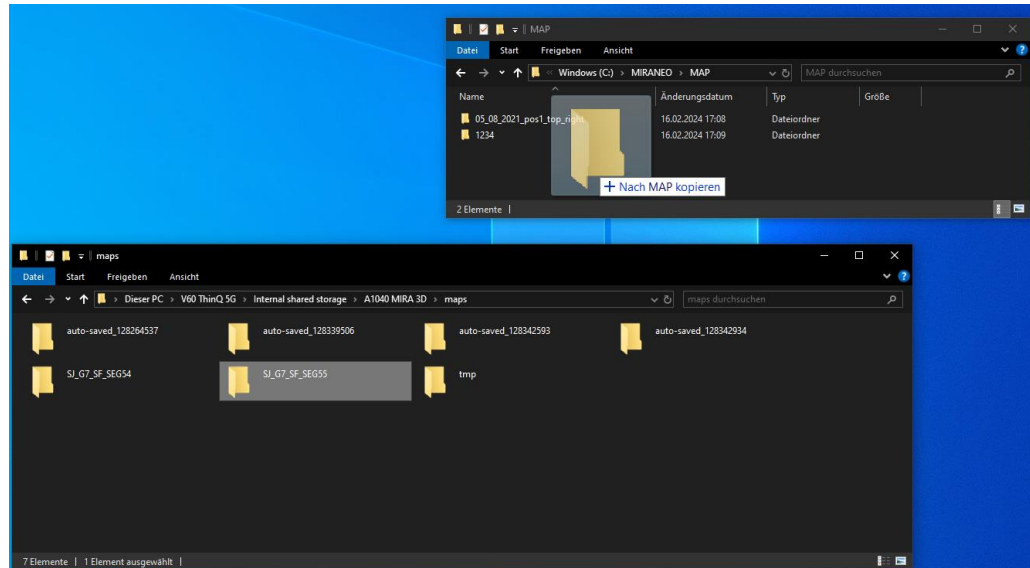 MAP
Datei Start Freigeben Ansicht
« Windows (C:) › MIRANEO › MAP MAP durchsuchen
Name Änderungsdatum Typ Größe
05_08_2021_pos1_top_right 16.02.2024 17:08 Dateiordner
1234 16.02.2024 17:09 Dateiordner
+ Nach MAP kopieren
2 Elemente
maps
Datei Start Freigeben Ansicht
› Dieser PC › V60 ThinQ 5G › Internal shared storage › A1040 MIRA 3D › maps maps durchsuchen
auto-saved_128264537 auto-saved_128339506 auto-saved_128342593 auto-saved_128342934
SJ_G7_SF_SEG54 SJ_G7_SF_SEG55 tmp
7 Elemente 1 Element ausgewählt